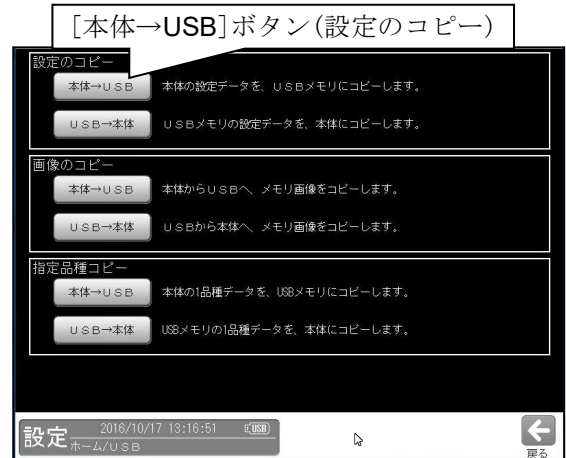 [本体→USB]ボタン(設定のコピー)
設定のコピー
本体→USB 本体の設定データを、USBメモリにコピーします。
USB→本体 USBメモリの設定データを、本体にコピーします。
画像のコピー
本体→USB 本体からUSBへ、メモリ画像をコピーします。
USB→本体 USBから本体へ、メモリ画像をコピーします。
指定品種コピー
本体→USB 本体の1品種データを、USBメモリにコピーします。
USB→本体 USBメモリの1品種データを、本体にコピーします。
設定 2016/10/17 13:16:51 USB
ホーム/USB
戻る